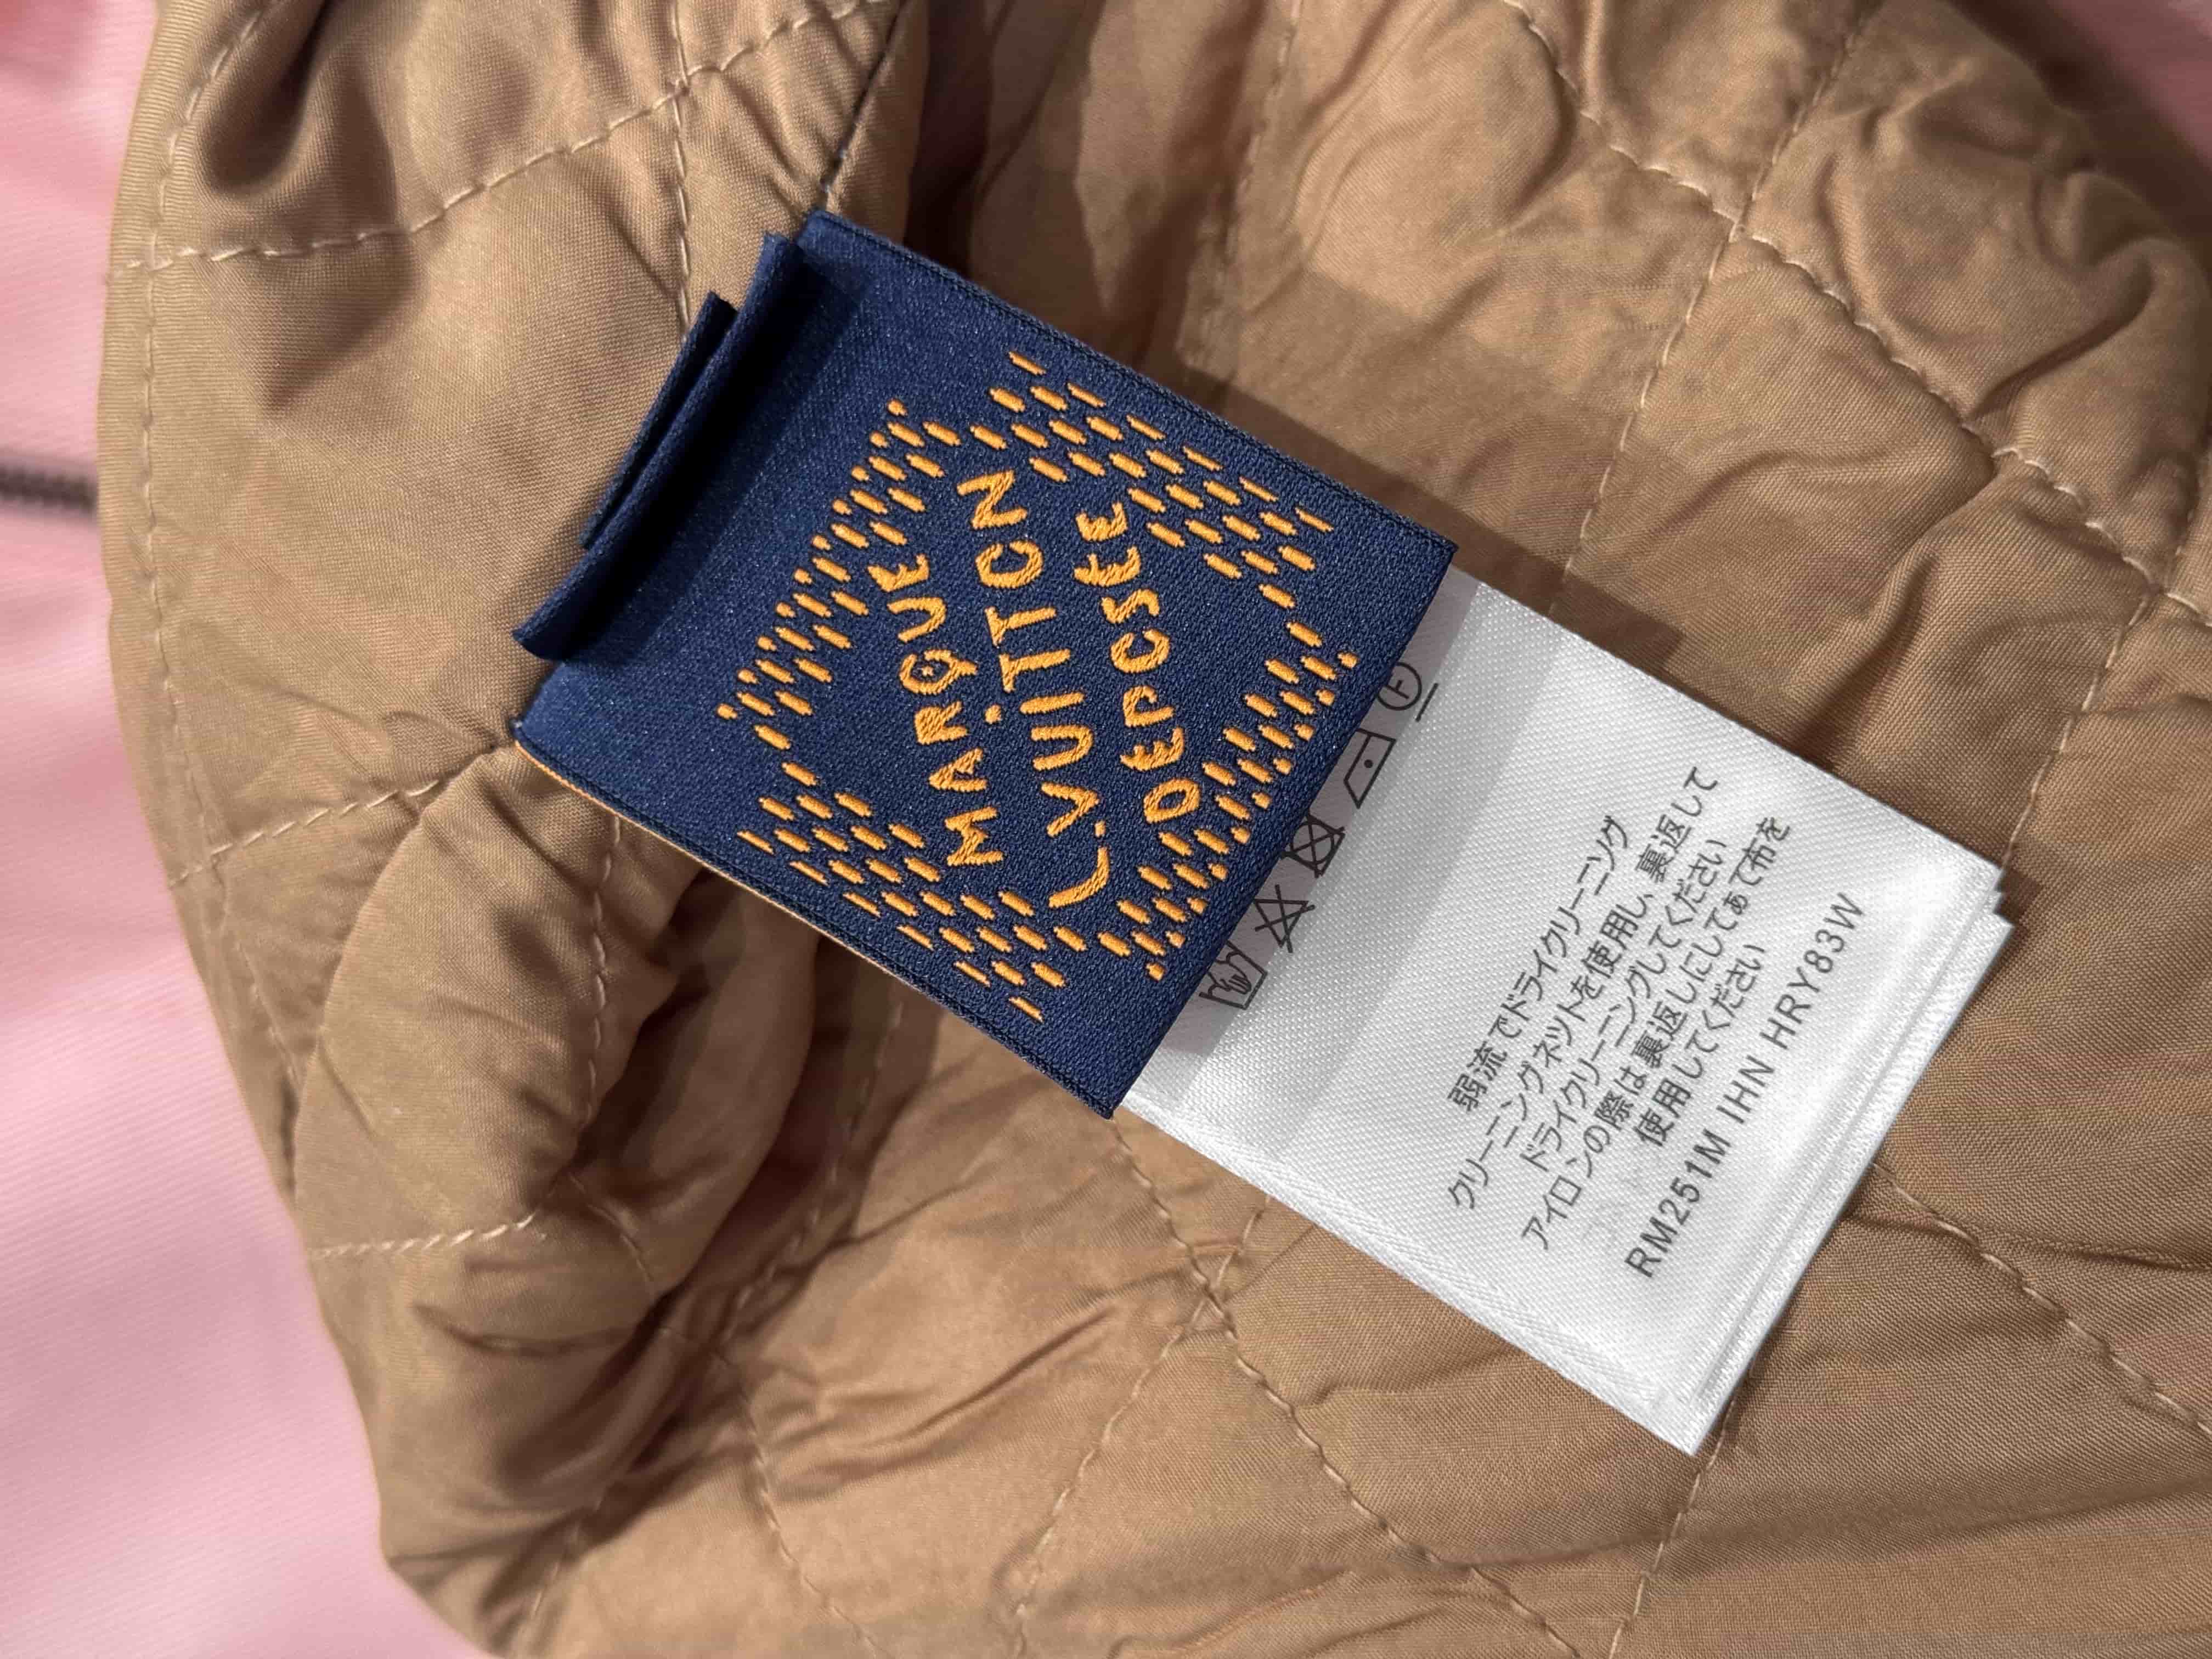 MARQUE
L.VUITTCN
DEPCSEE
弱流でドライクリーニング
クリーニングネットを使用し、裏返して
ドライクリーニングしてください
アイロンの際は裏返しにしてぁて布を
使用してください
RM251M IHN HRY83W